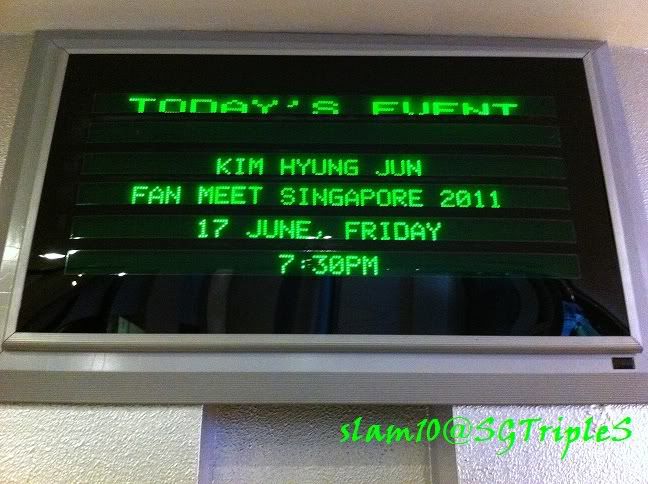 TODAY'S EVENT
KIM HYUNG JUN
FAN MEET SINGAPORE 2011
17 JUNE, FRIDAY
7:30PM
slam10@SGTripleS